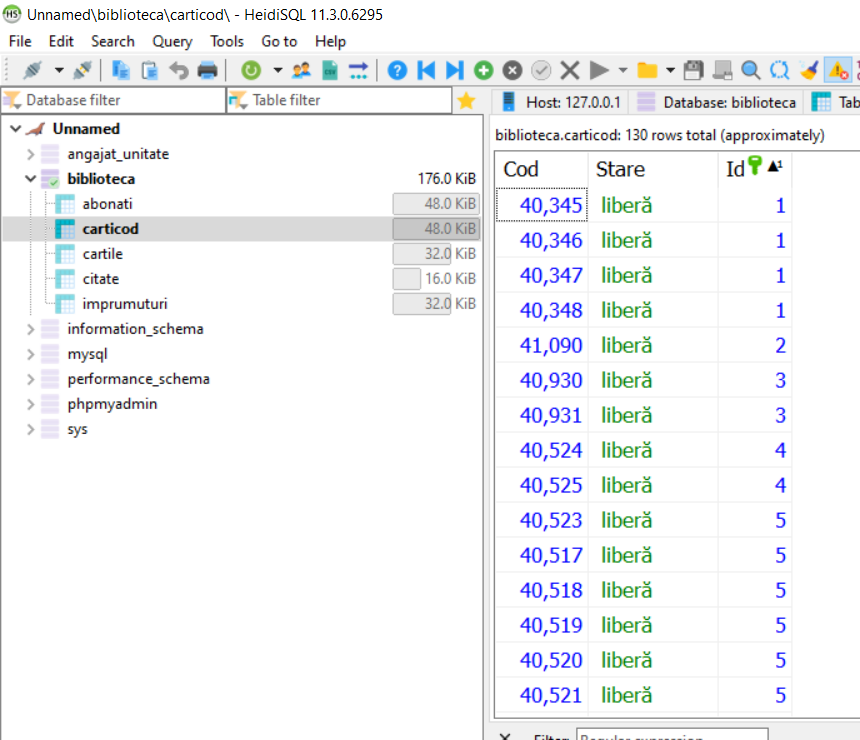 Unnamed\biblioteca\carticod\ - HeidiSQL 11.3.0.6295
File Edit Search Query Tools Go to Help
Database filter Table filter
Host: 127.0.0.1 Database: biblioteca Tab
Unnamed
angajat_unitate
biblioteca 176.0 KiB
abonati 48.0 KiB
carticod 48.0 KiB
cartile 32.0 KiB
citate 16.0 KiB
imprumuturi 32.0 KiB
information_schema
mysql
performance_schema
phpmyadmin
sys
biblioteca.carticod: 130 rows total (approximately)
Cod Stare Id
40,345 liberă 1
40,346 liberă 1
40,347 liberă 1
40,348 liberă 1
41,090 liberă 2
40,930 liberă 3
40,931 liberă 3
40,524 liberă 4
40,525 liberă 4
40,523 liberă 5
40,517 liberă 5
40,518 liberă 5
40,519 liberă 5
40,520 liberă 5
40,521 liberă 5
Filter: Regular expression